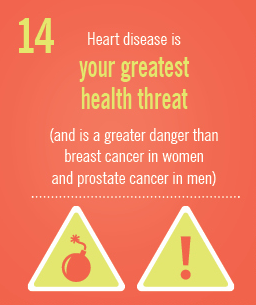 14
Heart disease is
your greatest
health threat
(and is a greater danger than
breast cancer in women
and prostate cancer in men)
!